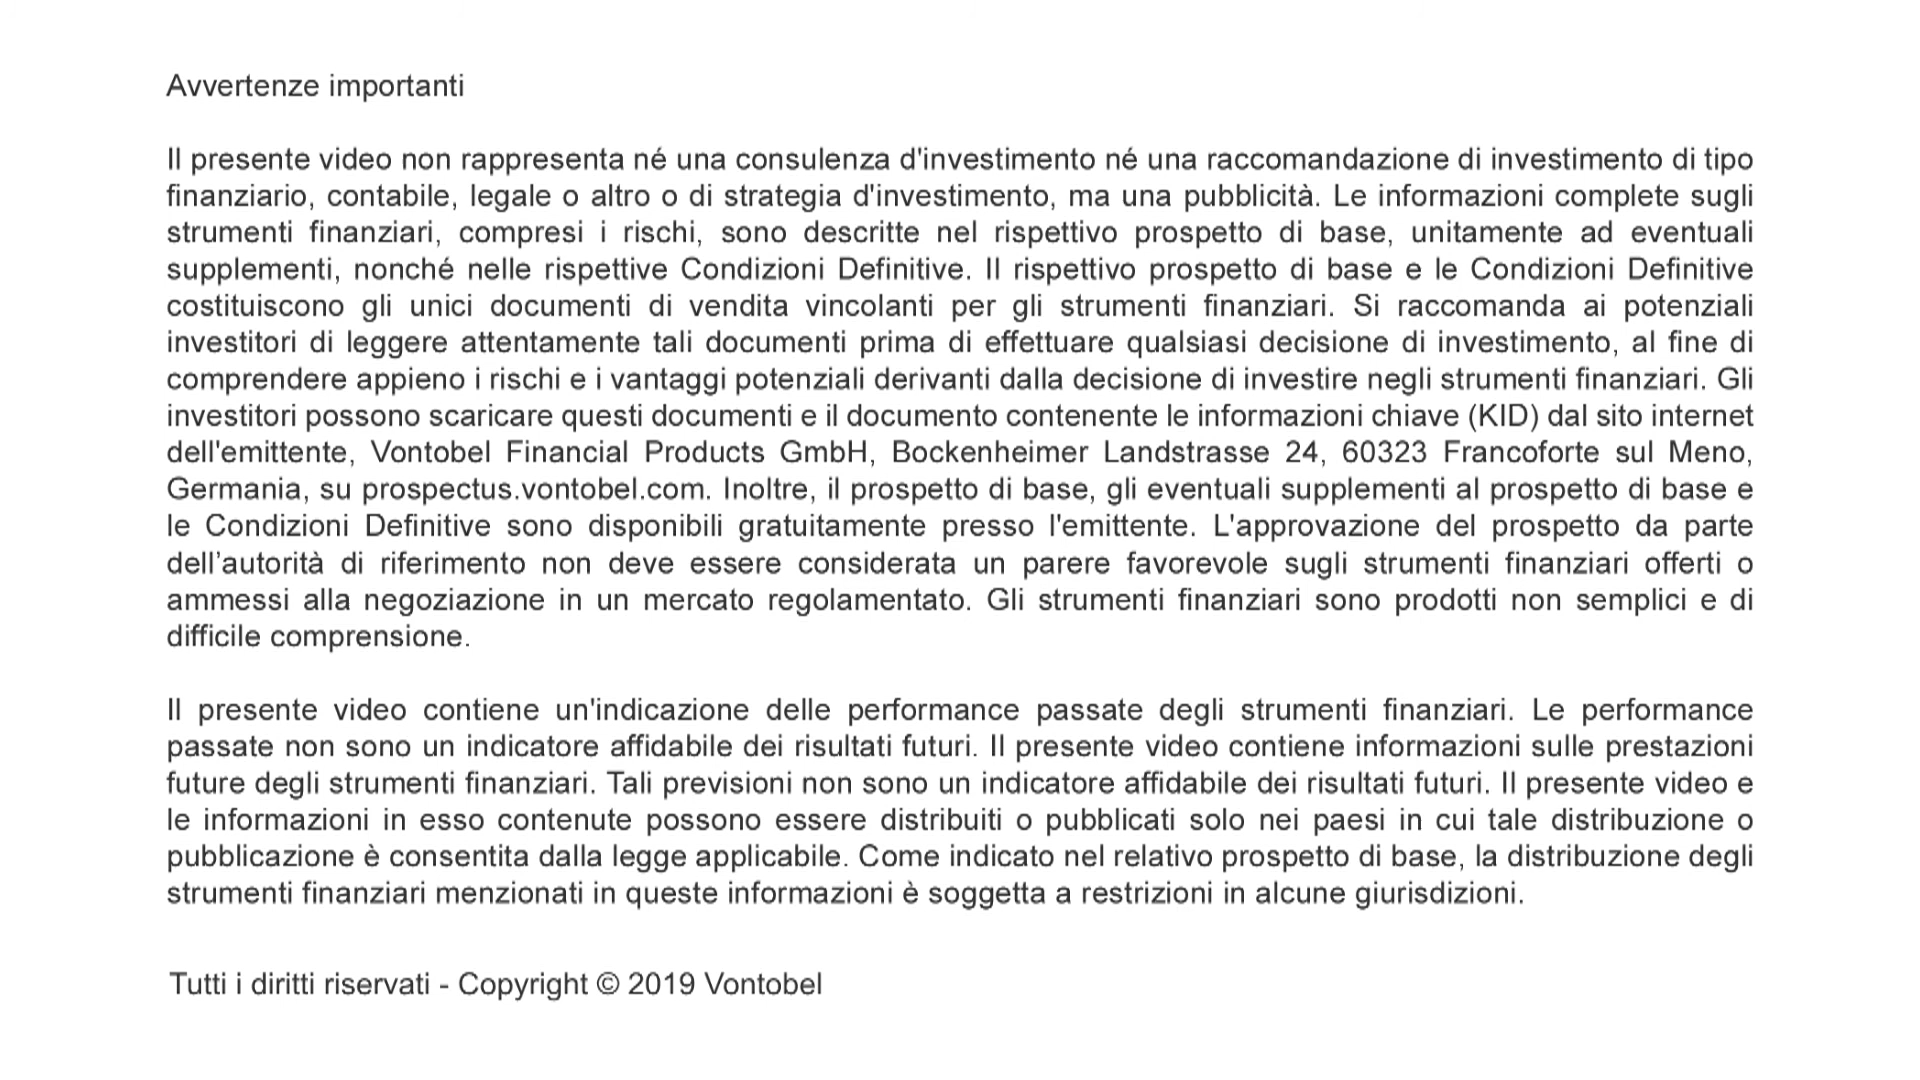 Avvertenze importanti
Il presente video non rappresenta né una consulenza d'investimento né una raccomandazione di investimento di tipo
finanziario, contabile, legale o altro o di strategia d'investimento, ma una pubblicità. Le informazioni complete sugli
strumenti finanziari, compresi i rischi, sono descritte nel rispettivo prospetto di base, unitamente ad eventuali
supplementi, nonché nelle rispettive Condizioni Definitive. Il rispettivo prospetto di base e le Condizioni Definitive
costituiscono gli unici documenti di vendita vincolanti per gli strumenti finanziari. Si raccomanda ai potenziali
investitori di leggere attentamente tali documenti prima di effettuare qualsiasi decisione di investimento, al fine di
comprendere appieno i rischi e i vantaggi potenziali derivanti dalla decisione di investire negli strumenti finanziari. Gli
investitori possono scaricare questi documenti e il documento contenente le informazioni chiave (KID) dal sito internet
dell'emittente, Vontobel Financial Products GmbH, Bockenheimer Landstrasse 24, 60323 Francoforte sul Meno,
Germania, su prospectus.vontobel.com. Inoltre, il prospetto di base, gli eventuali supplementi al prospetto di base e
le Condizioni Definitive sono disponibili gratuitamente presso l'emittente. L'approvazione del prospetto da parte
dell’autorità di riferimento non deve essere considerata un parere favorevole sugli strumenti finanziari offerti o
ammessi alla negoziazione in un mercato regolamentato. Gli strumenti finanziari sono prodotti non semplici e di
difficile comprensione.
Il presente video contiene un'indicazione delle performance passate degli strumenti finanziari. Le performance
passate non sono un indicatore affidabile dei risultati futuri. Il presente video contiene informazioni sulle prestazioni
future degli strumenti finanziari. Tali previsioni non sono un indicatore affidabile dei risultati futuri. Il presente video e
le informazioni in esso contenute possono essere distribuiti o pubblicati solo nei paesi in cui tale distribuzione o
pubblicazione è consentita dalla legge applicabile. Come indicato nel relativo prospetto di base, la distribuzione degli
strumenti finanziari menzionati in queste informazioni è soggetta a restrizioni in alcune giurisdizioni.
Tutti i diritti riservati - Copyright © 2019 Vontobel